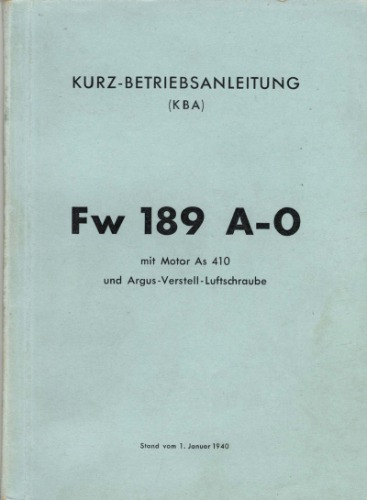 KURZ-BETRIEBSANLEITUNG
(KBA)
Fw 189 A-0
mit Motor As 410
und Argus-Verstell-Luftschraube
Stand vom 1. Januar 1940